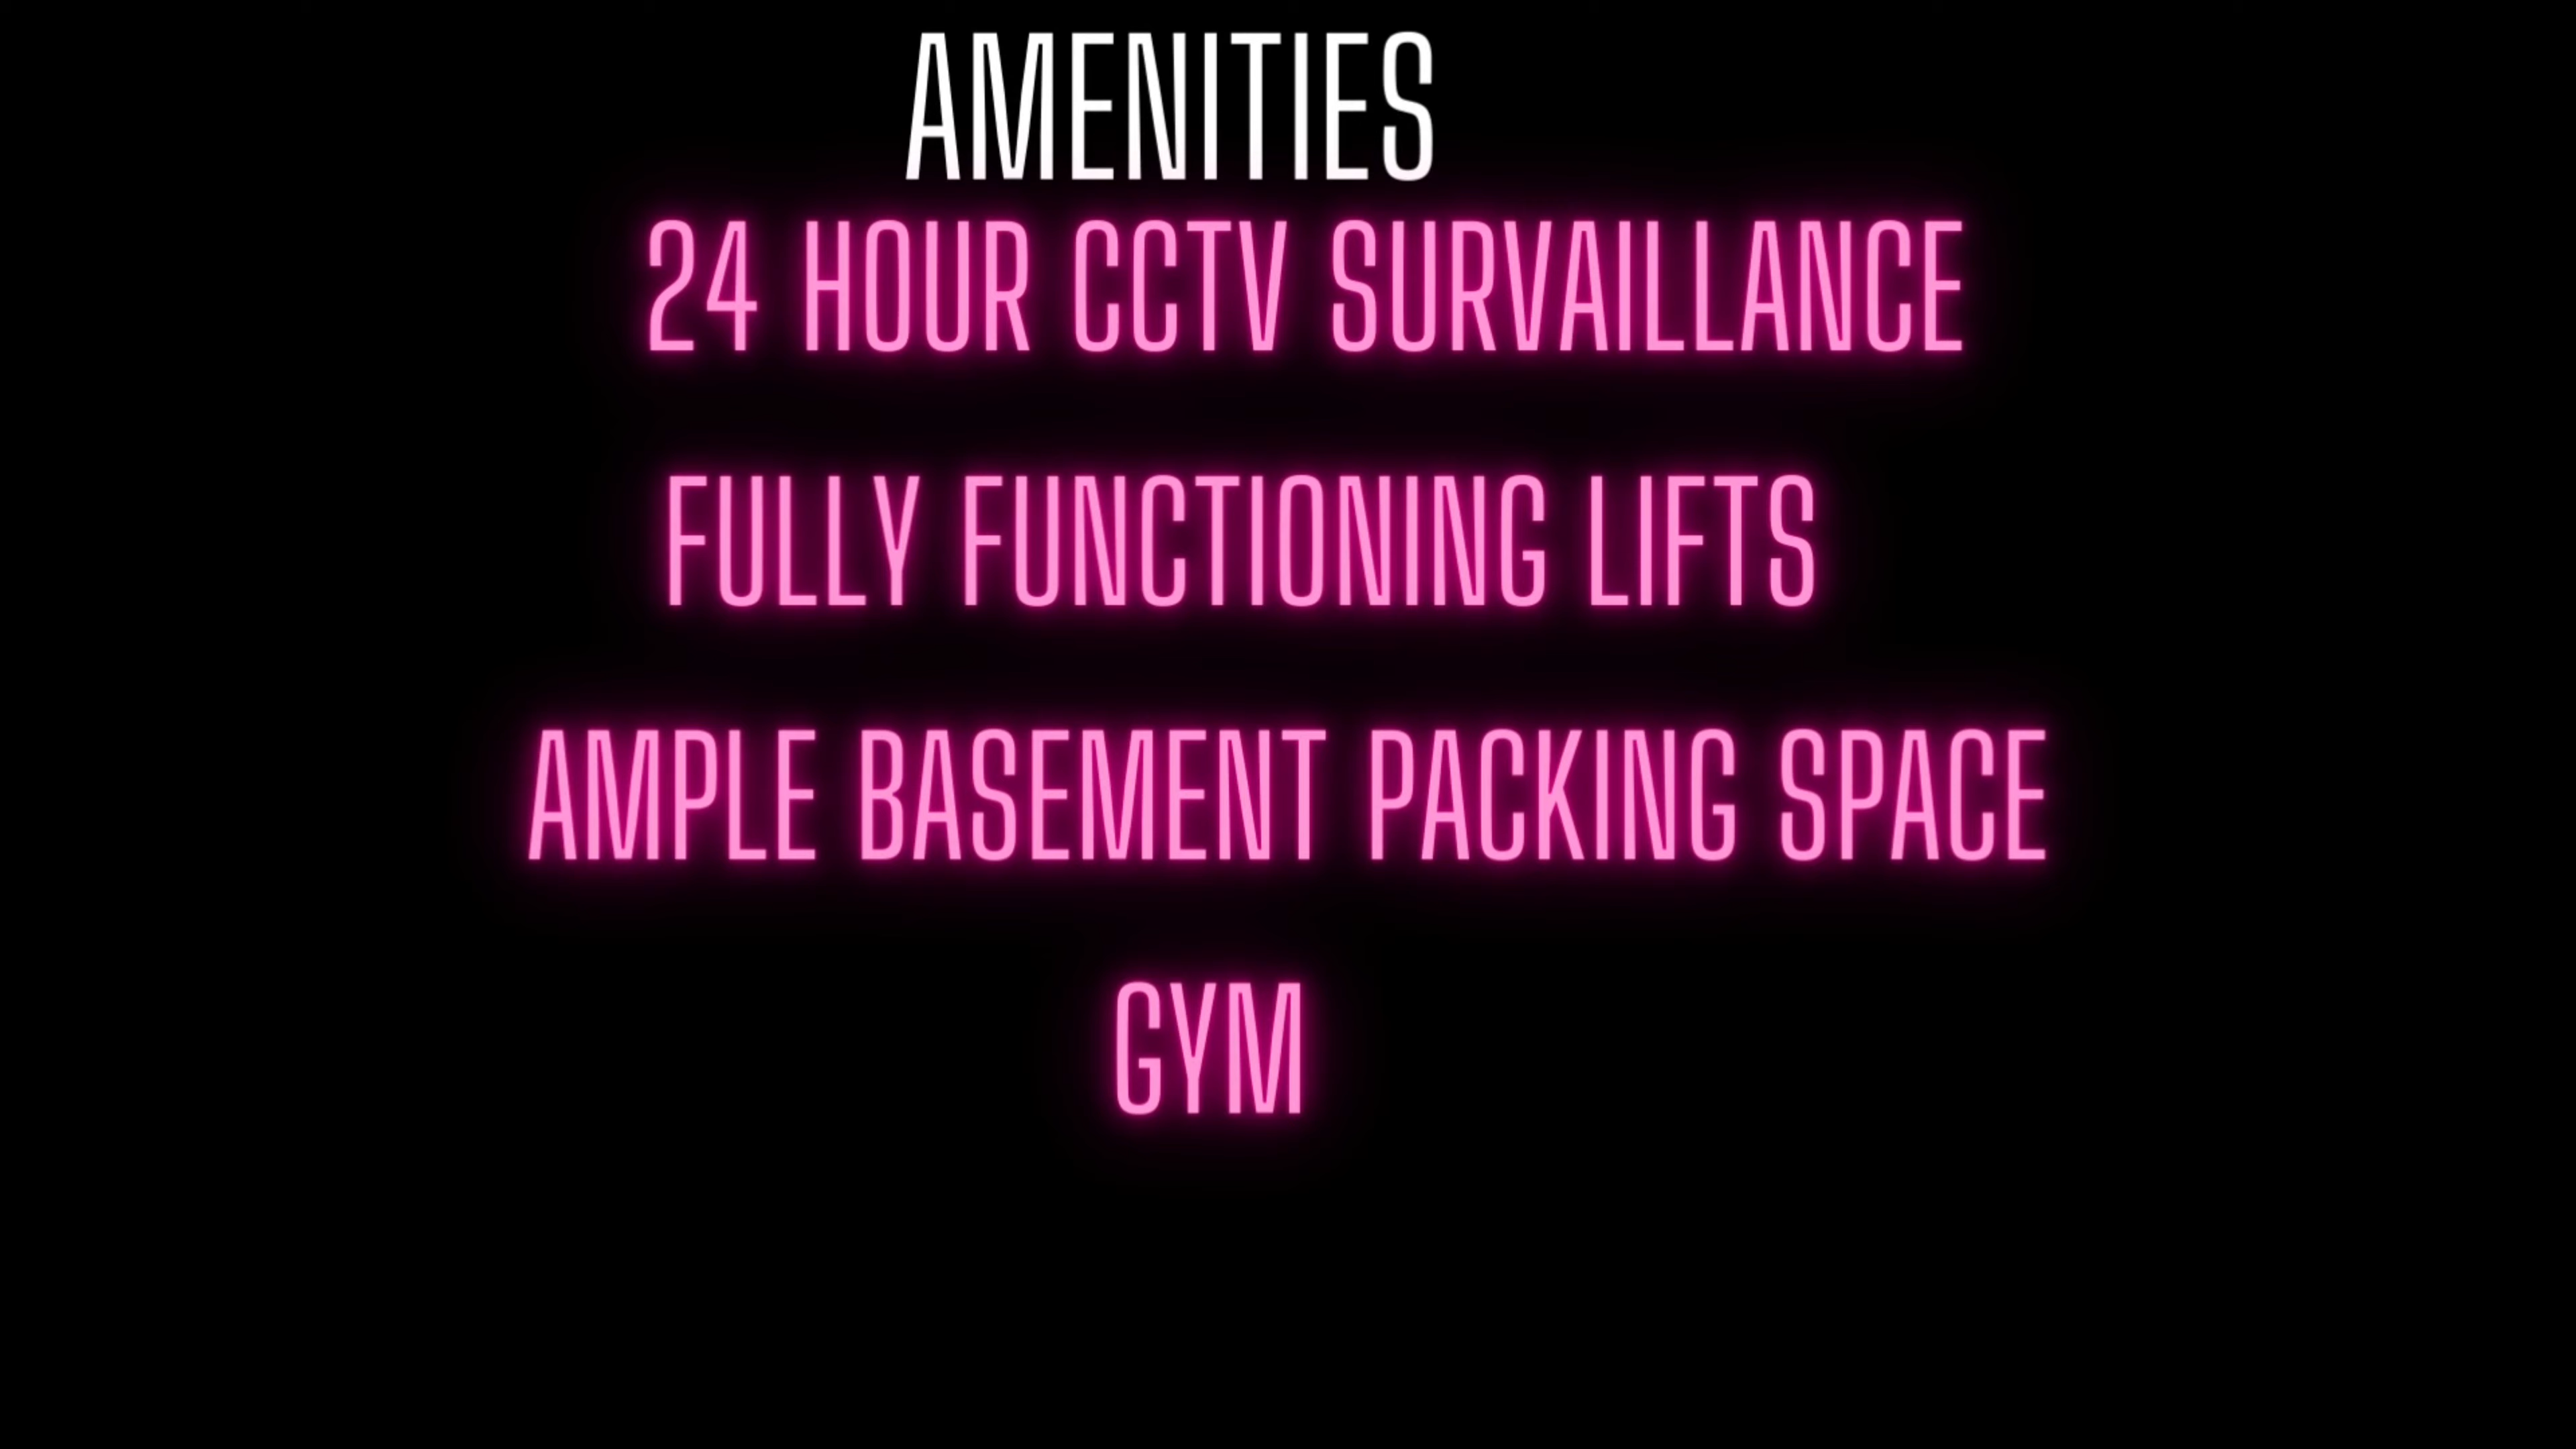 AMENITIES
24 HOUR CCTV SURVAILLANCE
FULLY FUNCTIONING LIFTS
AMPLE BASEMENT PACKING SPACE
GYM